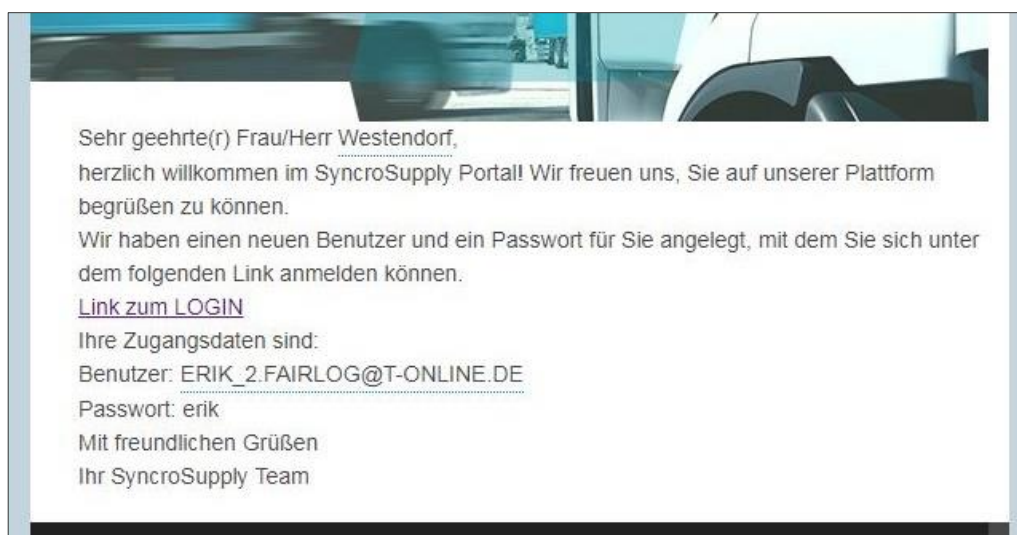 Sehr geehrte(r) Frau/Herr Westendorf,
herzlich willkommen im SyncroSupply Portal! Wir freuen uns, Sie auf unserer Plattform
begrüßen zu können.
Wir haben einen neuen Benutzer und ein Passwort für Sie angelegt, mit dem Sie sich unter
dem folgenden Link anmelden können.
Link zum LOGIN
Ihre Zugangsdaten sind:
Benutzer: ERIK_2.FAIRLOG@T-ONLINE.DE
Passwort: erik
Mit freundlichen Grüßen
Ihr SyncroSupply Team